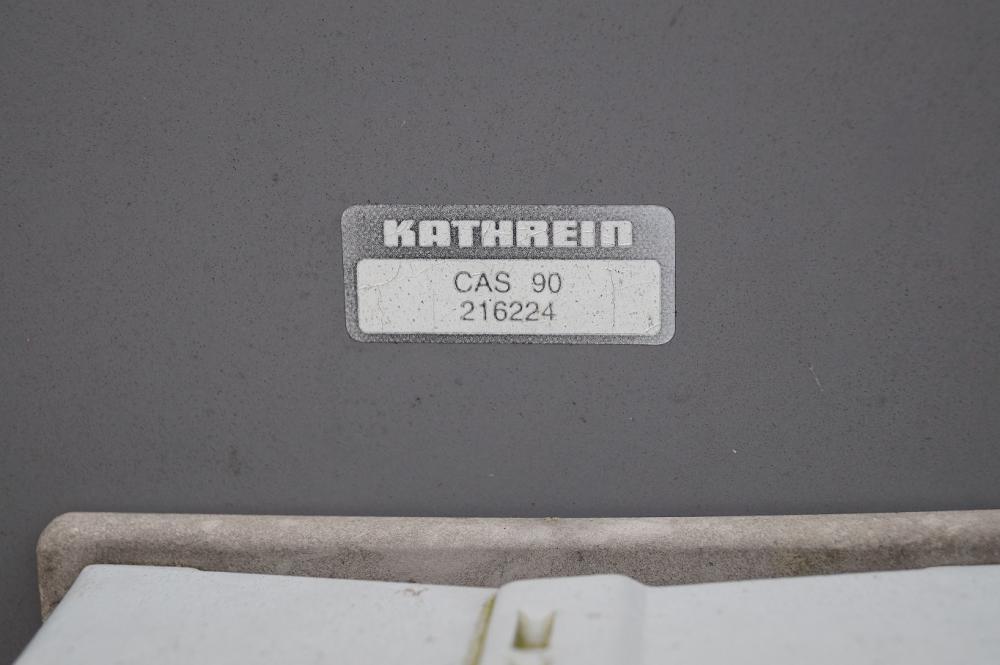 KATHREIN
CAS 90
216224